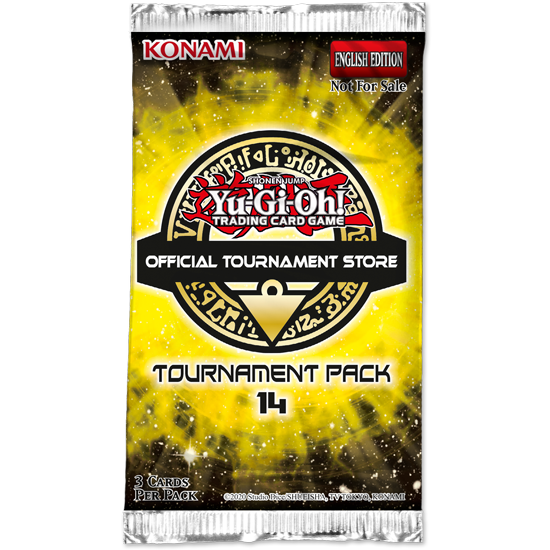 KONAMI
ENGLISH EDITION
Not For Sale
SHONEN JUMP
Yu-Gi-Oh!
TRADING CARD GAME
OFFICIAL TOURNAMENT STORE
TOURNAMENT PACK
14
3 CARDS
PER PACK
©2020 Studio Dice/SHUEISHA, TV TOKYO, KONAMI